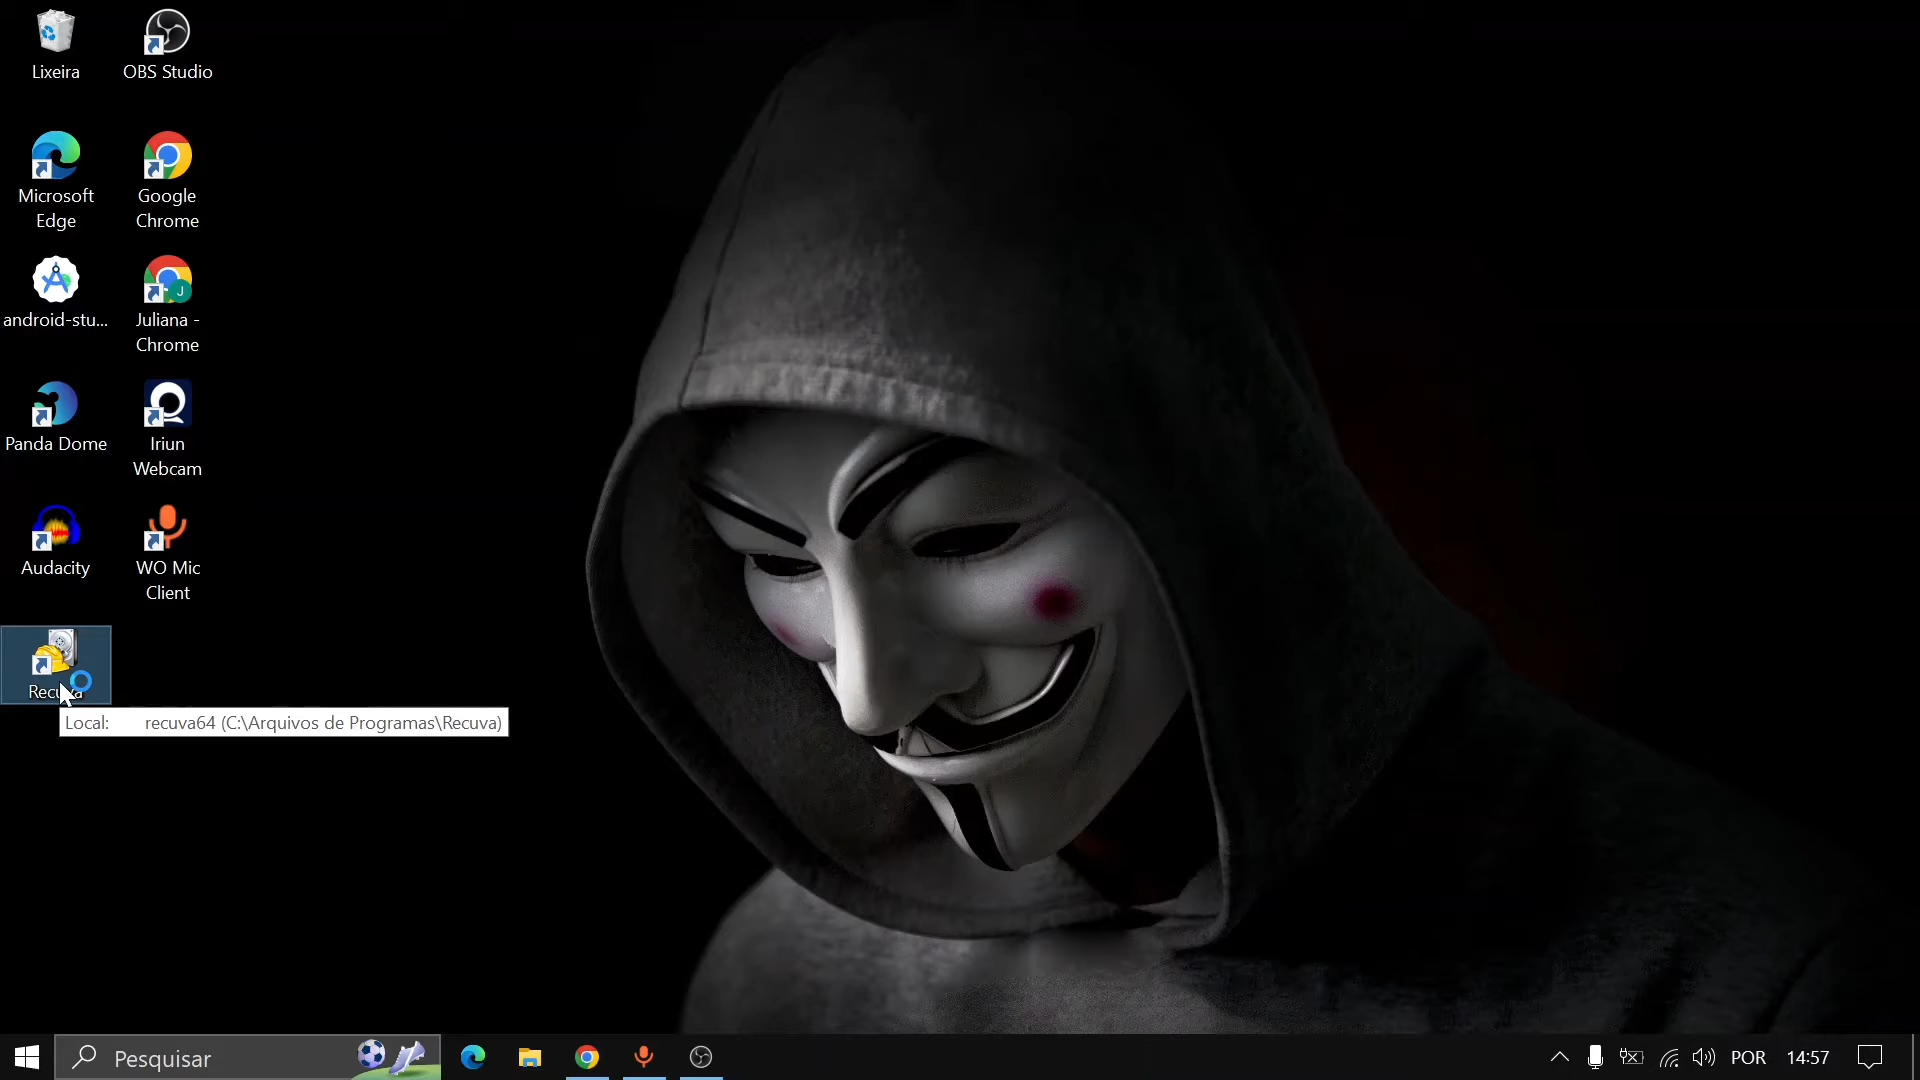 Lixeira
OBS Studio
Microsoft
Edge
Google
Chrome
android-stu...
Juliana -
Chrome
J
Panda Dome
Iriun
Webcam
Audacity
WO Mic
Client
Recuva
Local: recuva64 (C:\Arquivos de Programas\Recuva)
Pesquisar
POR
14:57